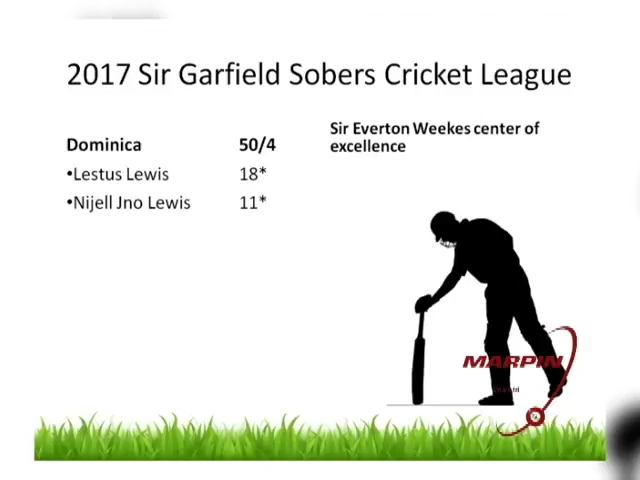 2017 Sir Garfield Sobers Cricket League
Sir Everton Weekes center of
excellence
Dominica 50/4
•Lestus Lewis 18*
•Nijell Jno Lewis 11*
MARPIN